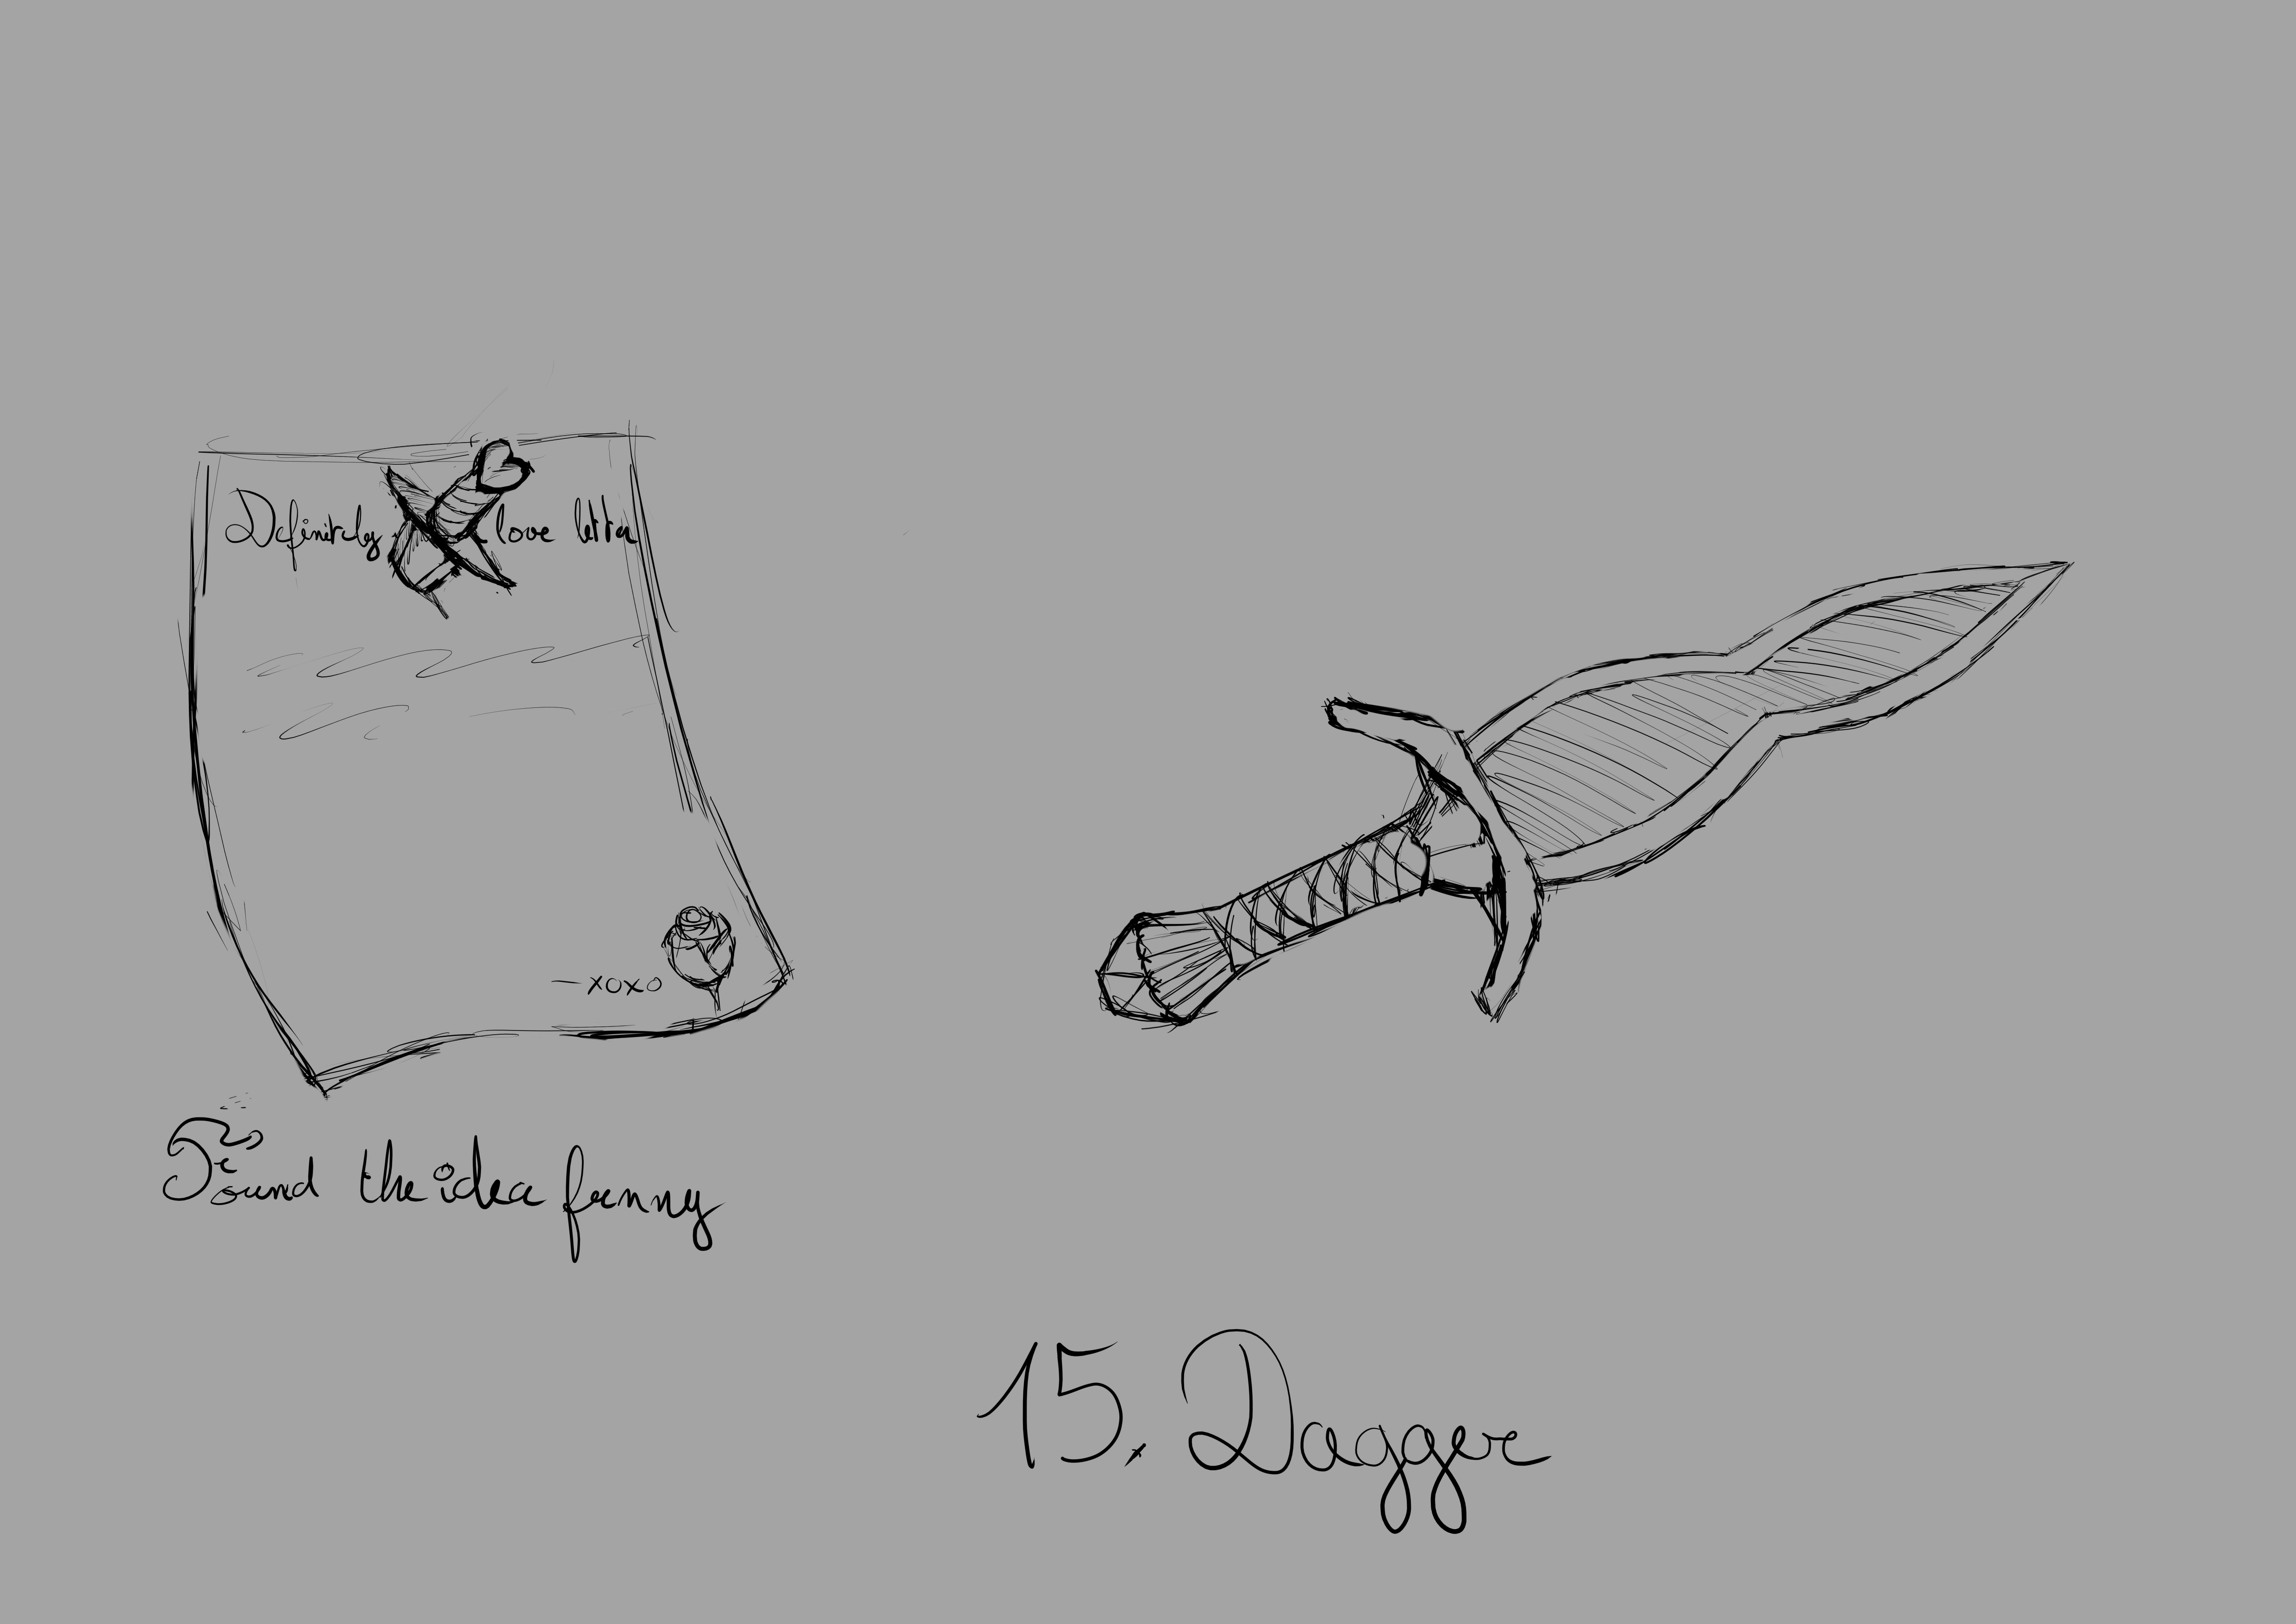 Definitely love letter
-xoxo
Found the idea funny
15. Dagger